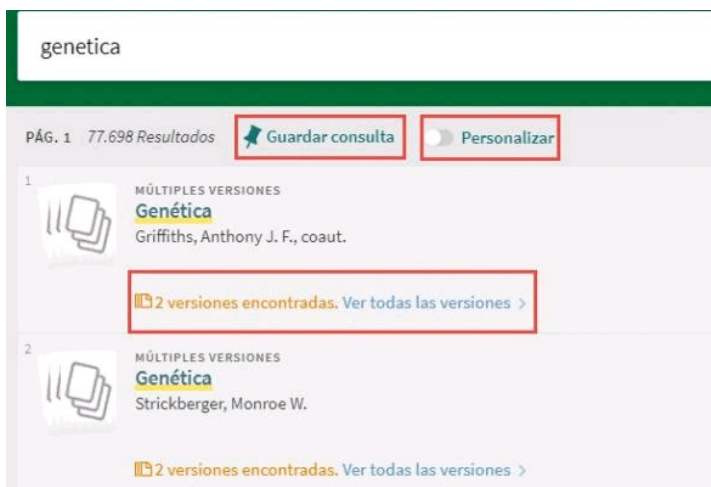 genetica
PÁG. 1 77.698 Resultados Guardar consulta Personalizar
1
MÚLTIPLES VERSIONES
Genética
Griffiths, Anthony J. F., coaut.
2 versiones encontradas. Ver todas las versiones >
2
MÚLTIPLES VERSIONES
Genética
Strickberger, Monroe W.
2 versiones encontradas. Ver todas las versiones >